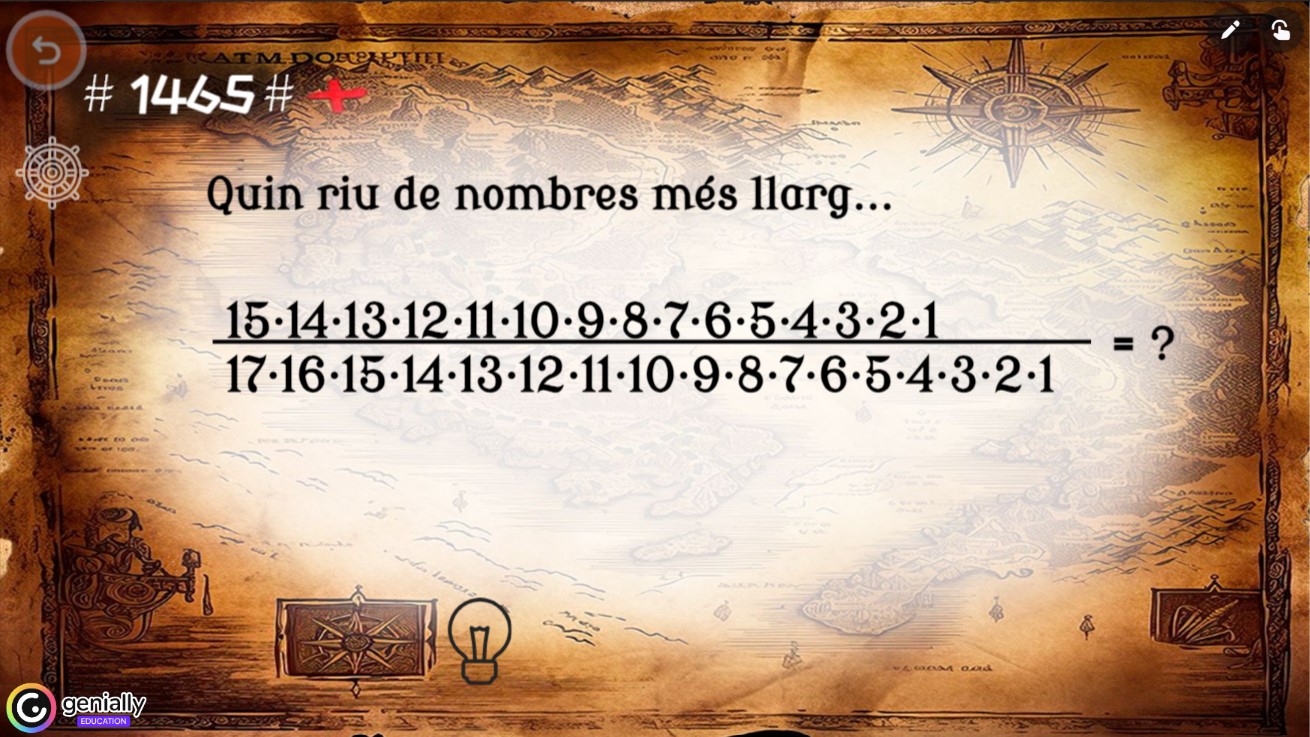 # 1465 #
Quin riu de nombres més llarg...
15·14·13·12·11·10·9·8·7·6·5·4·3·2·1
= ?
17·16·15·14·13·12·11·10·9·8·7·6·5·4·3·2·1
genially
EDUCATION